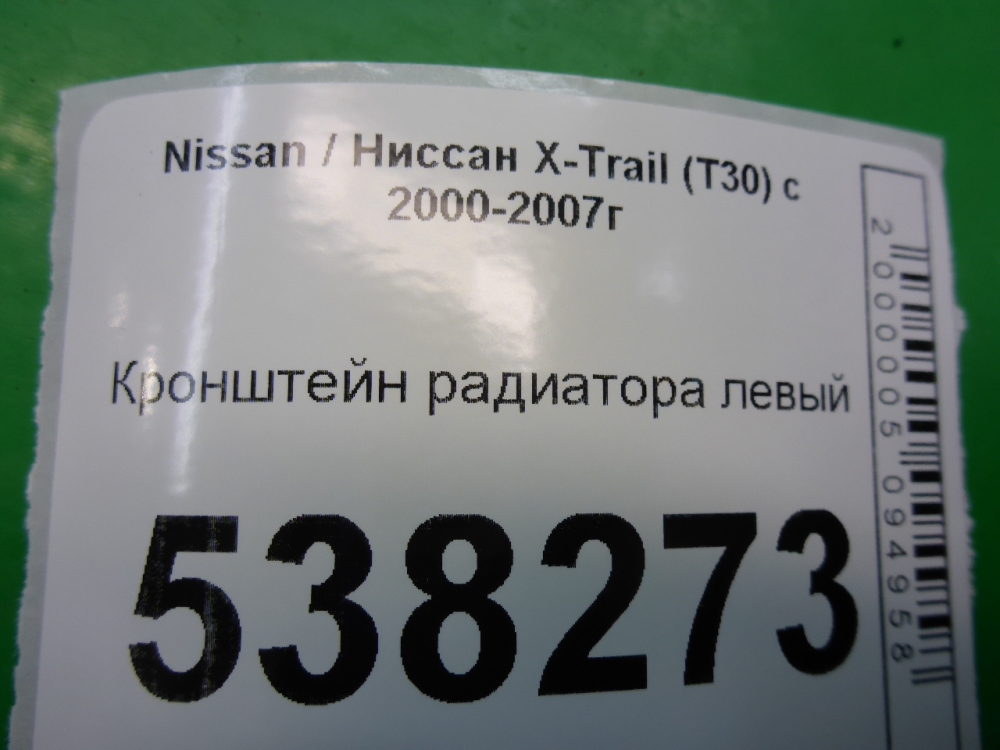 Nissan / Ниссан X-Trail (T30) с
2000-2007г
Кронштейн радиатора левый
538273
2000005094958